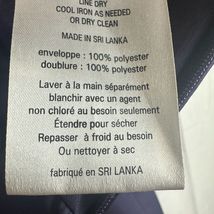 LINE DRY
COOL IRON AS NEEDED
OR DRY CLEAN
MADE IN SRI LANKA
enveloppe : 100% polyester
doublure : 100% polyester
Laver à la main séparément
blanchir avec un agent
non chloré au besoin seulement
Étendre pour sécher
Repasser à froid au besoin
Ou nettoyer à sec
fabriqué en SRI LANKA